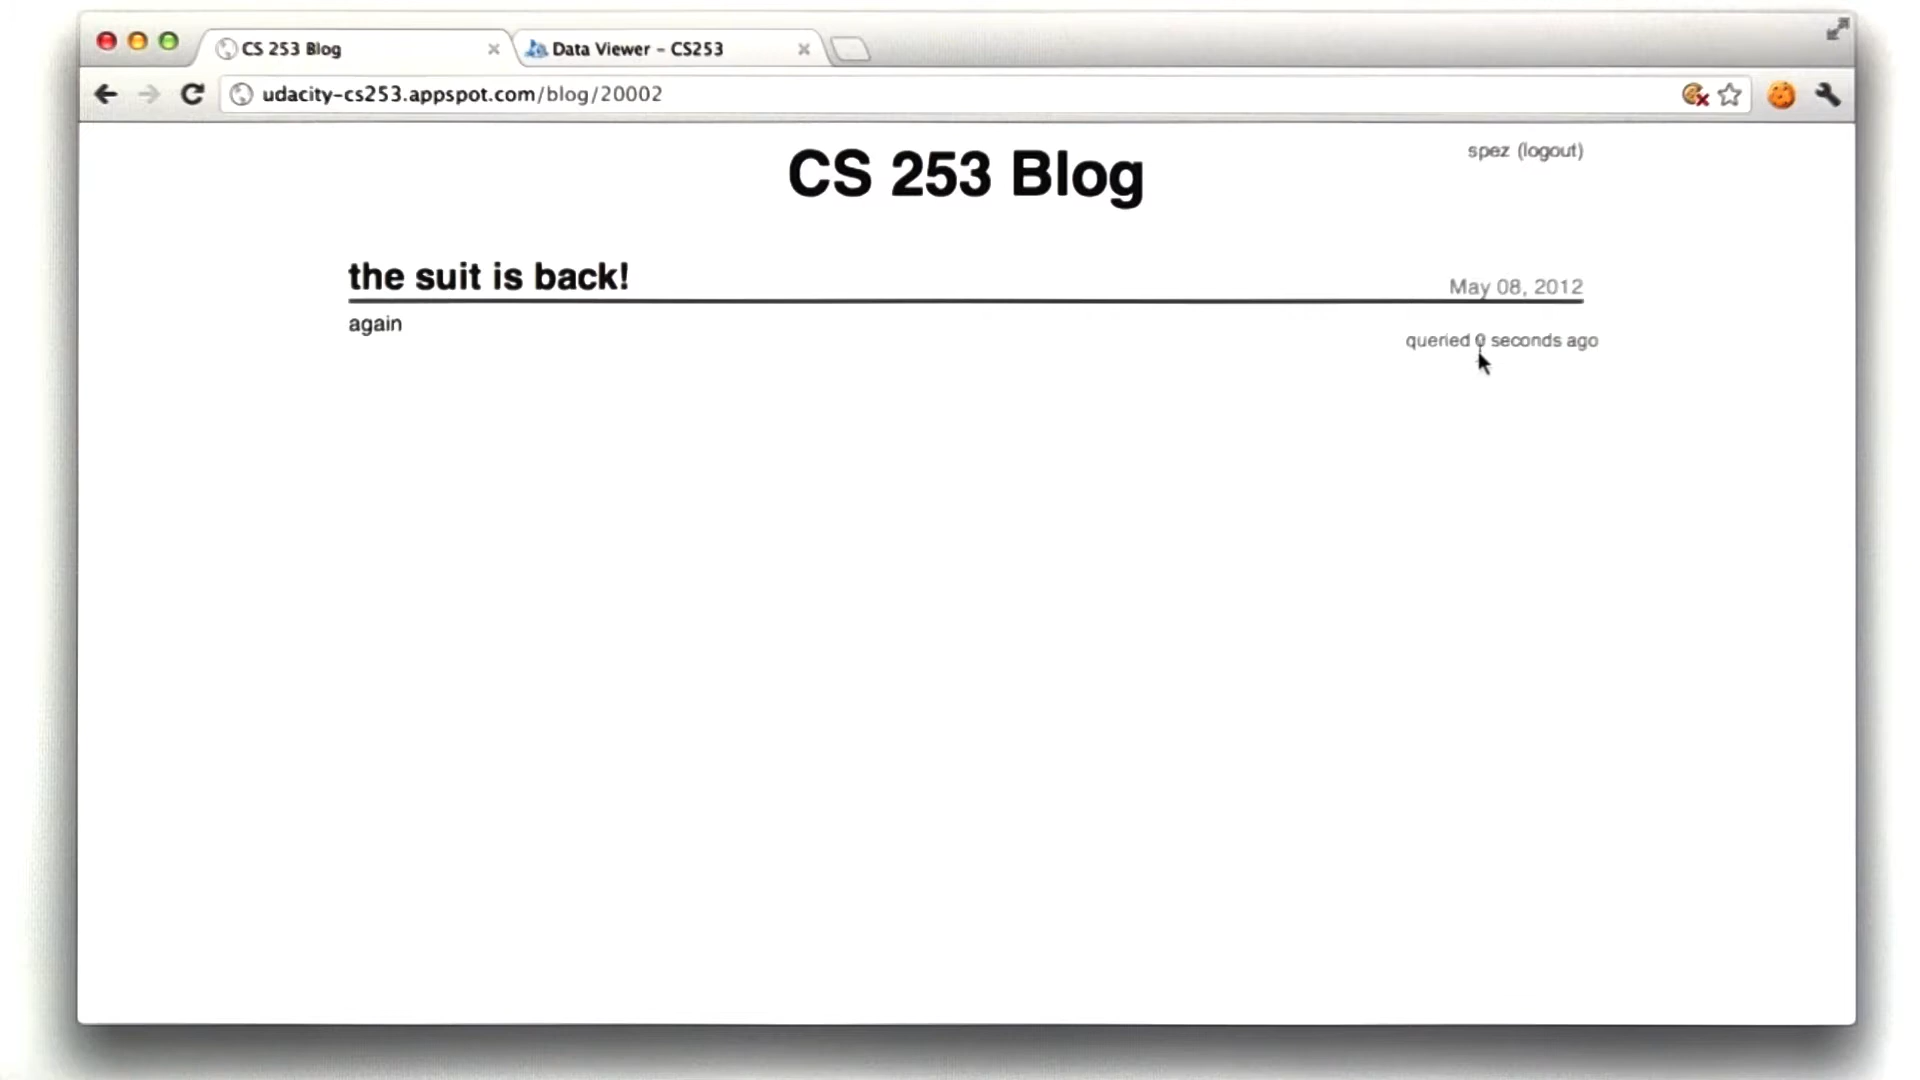 CS 253 Blog
Data Viewer - CS253
udacity-cs253.appspot.com/blog/20002
spez (logout)
CS 253 Blog
the suit is back!
May 08, 2012
again
queried 0 seconds ago